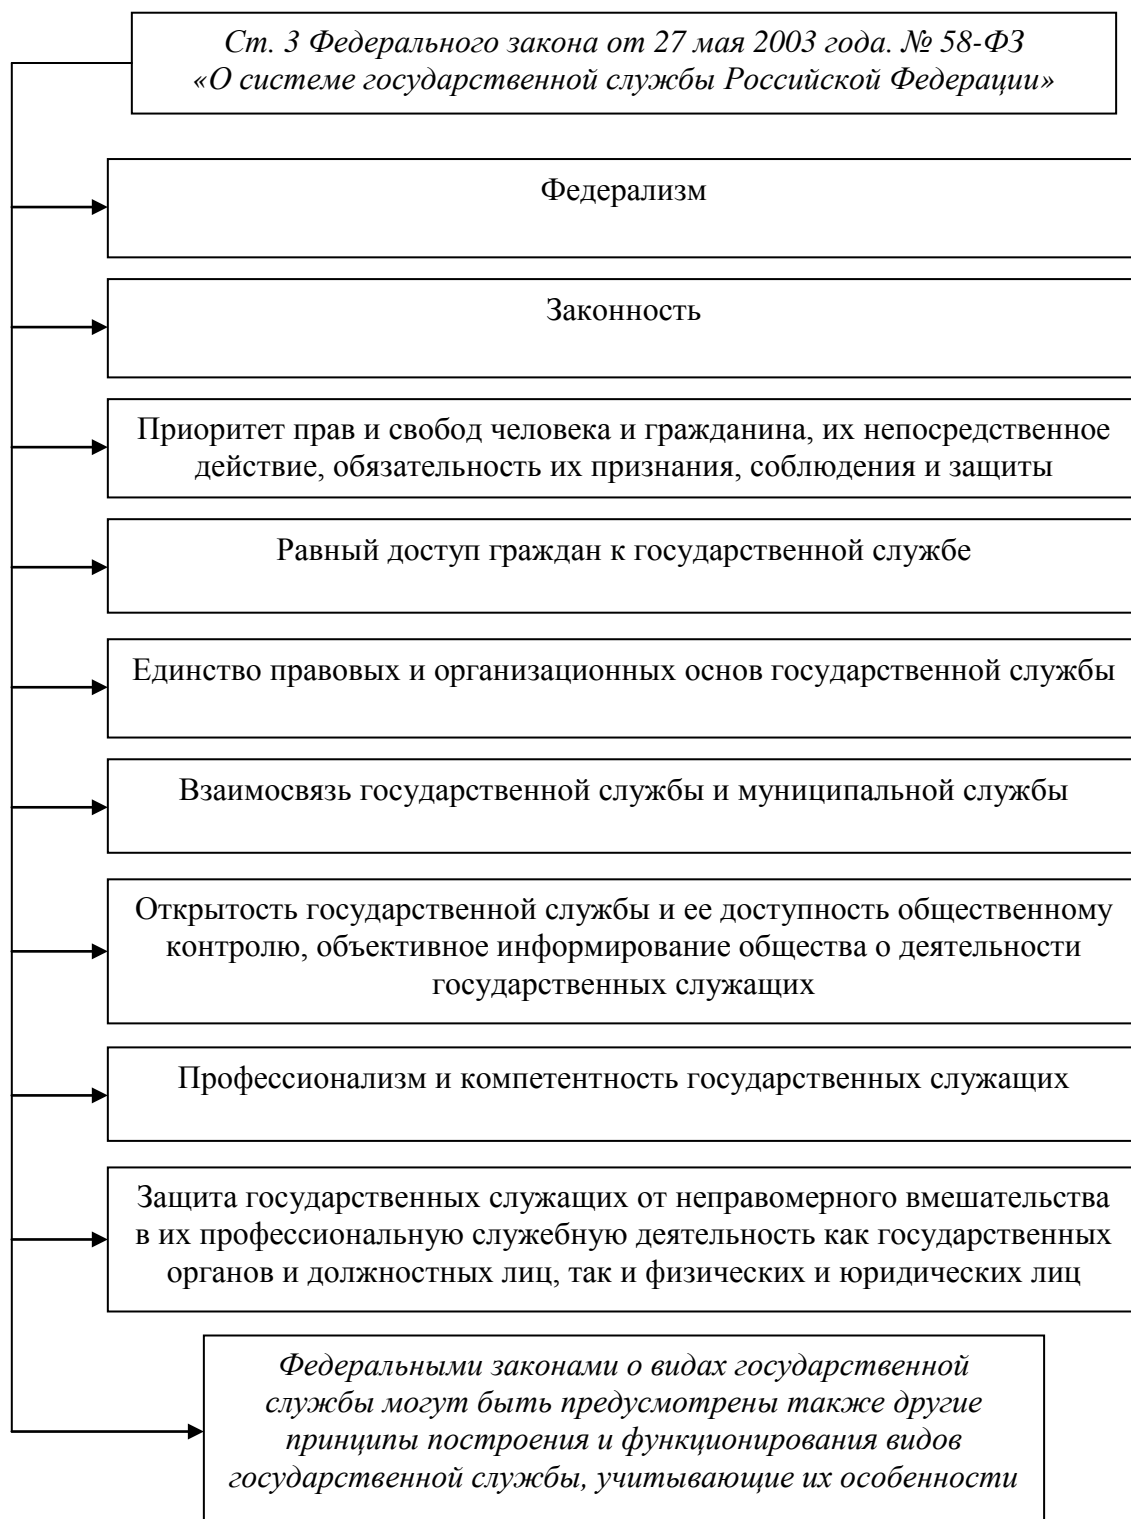 Ст. 3 Федерального закона от 27 мая 2003 года. № 58-ФЗ
«О системе государственной службы Российской Федерации»
Федерализм
Законность
Приоритет прав и свобод человека и гражданина, их непосредственное
действие, обязательность их признания, соблюдения и защиты
Равный доступ граждан к государственной службе
Единство правовых и организационных основ государственной службы
Взаимосвязь государственной службы и муниципальной службы
Открытость государственной службы и ее доступность общественному
контролю, объективное информирование общества о деятельности
государственных служащих
Профессионализм и компетентность государственных служащих
Защита государственных служащих от неправомерного вмешательства
в их профессиональную служебную деятельность как государственных
органов и должностных лиц, так и физических и юридических лиц
Федеральными законами о видах государственной
службы могут быть предусмотрены также другие
принципы построения и функционирования видов
государственной службы, учитывающие их особенности